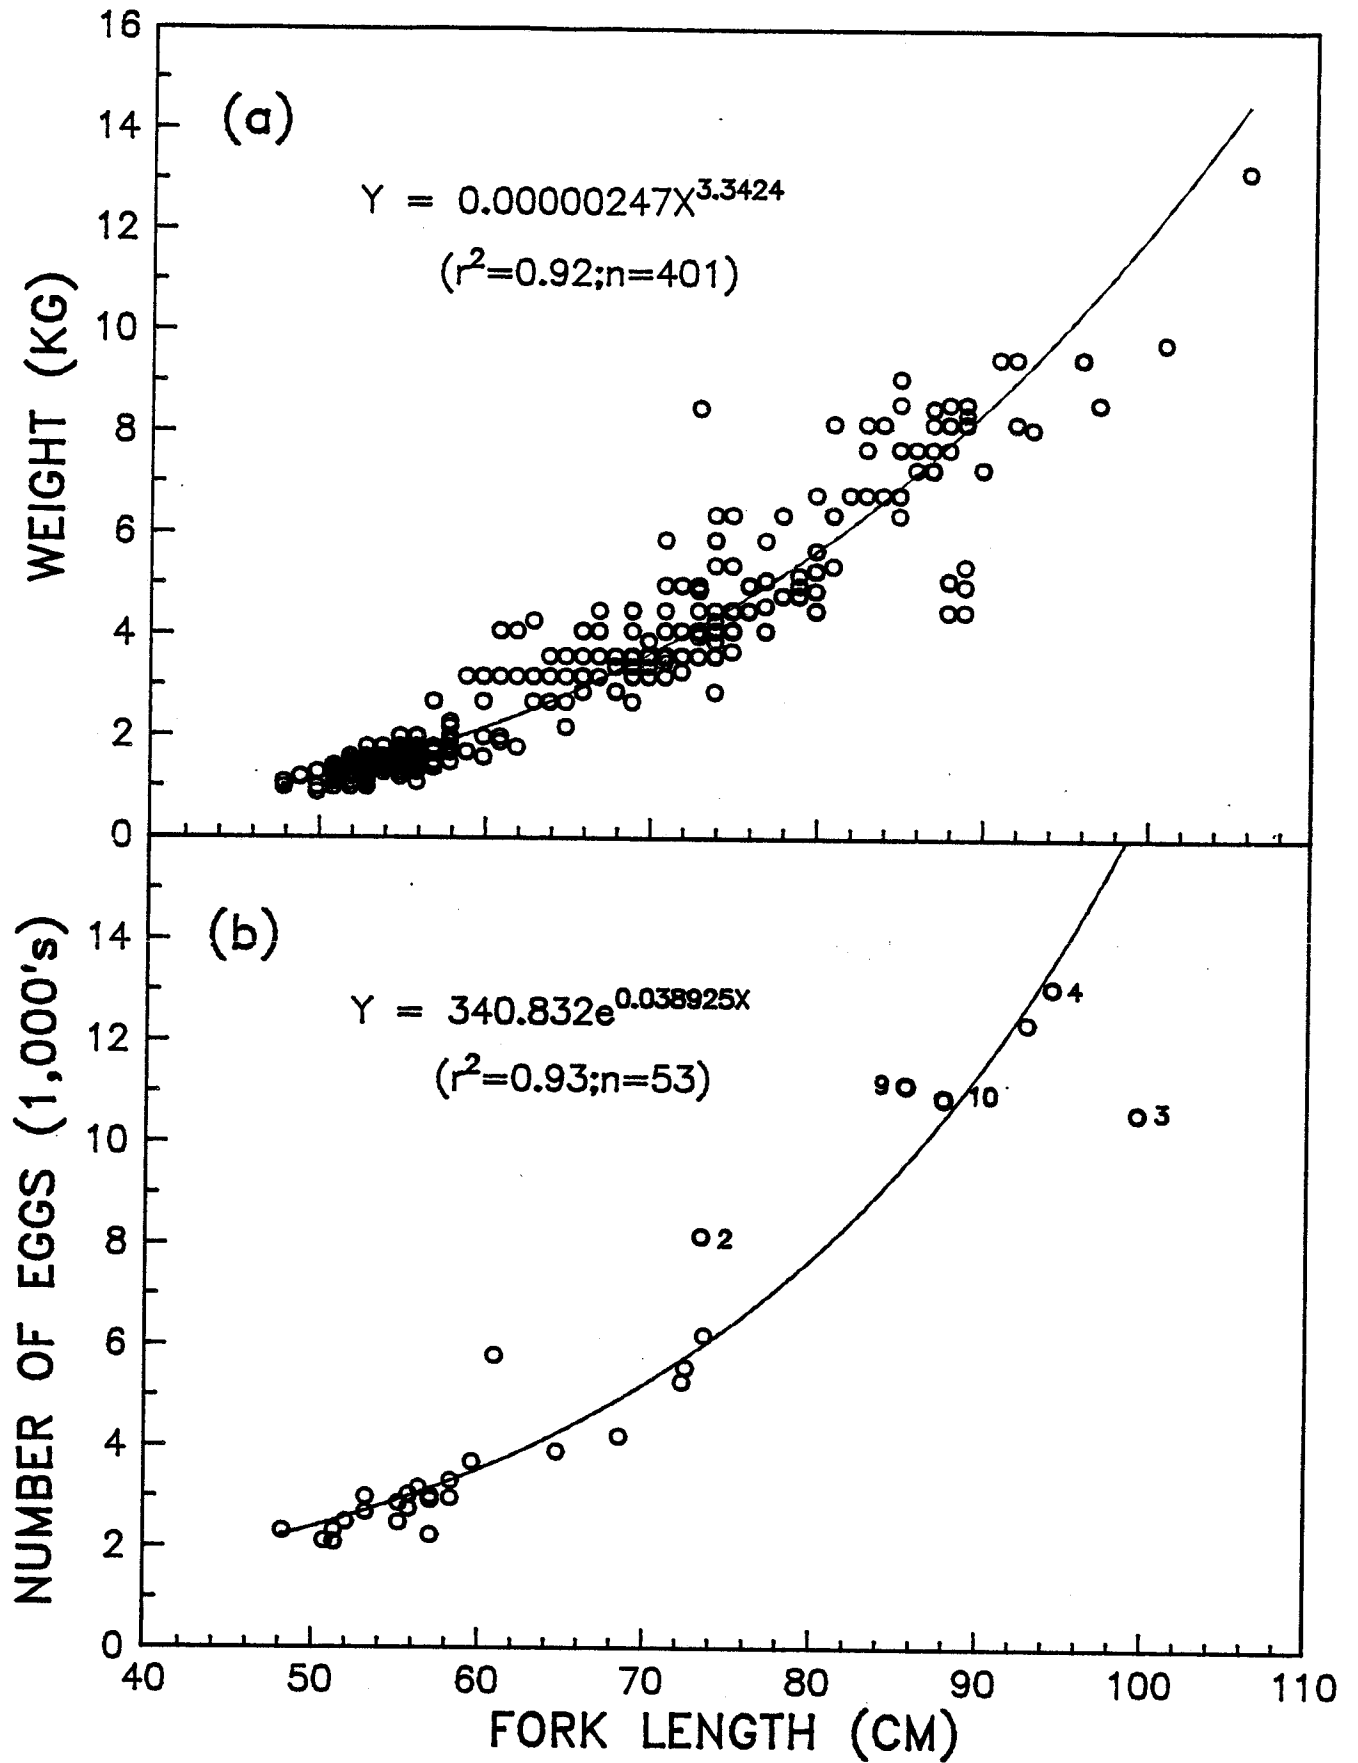 16
14
12
10
8
6
4
2
0
WEIGHT (KG)
(a)
Y = 0.00000247X^3.3424
(r²=0.92;n=401)
14
12
10
8
6
4
2
0
NUMBER OF EGGS (1,000's)
(b)
Y = 340.832e^0.038925X
(r²=0.93;n=53)
4
9
10
3
2
40 50 60 70 80 90 100 110
FORK LENGTH (CM)